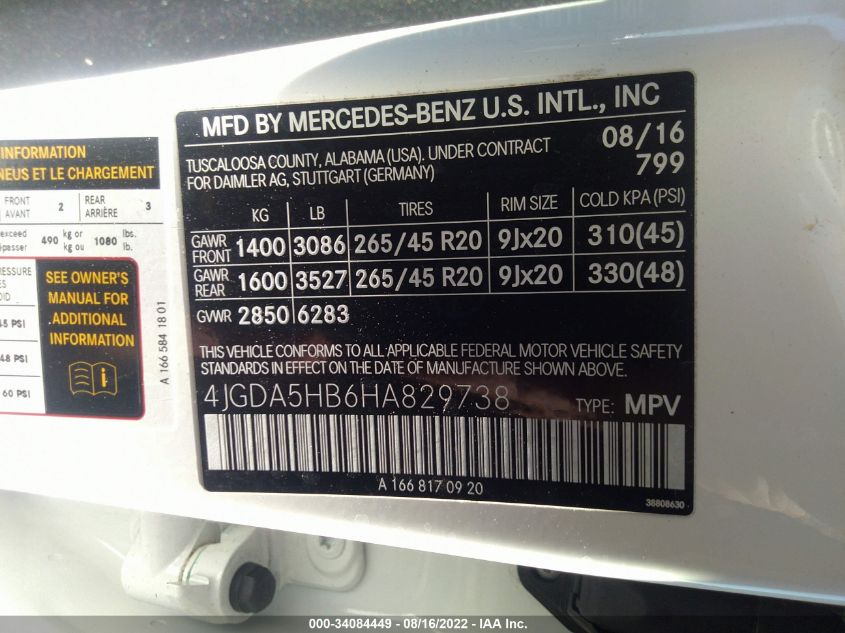 MFD BY MERCEDES-BENZ U.S. INTL., INC
TUSCALOOSA COUNTY, ALABAMA (USA). UNDER CONTRACT
FOR DAIMLER AG, STUTTGART (GERMANY)
08/16
799
KG LB TIRES RIM SIZE COLD KPA (PSI)
GAWR FRONT 1400 3086 265/45 R20 9Jx20 310(45)
GAWR REAR 1600 3527 265/45 R20 9Jx20 330(48)
GVWR 2850 6283
THIS VEHICLE CONFORMS TO ALL APPLICABLE FEDERAL MOTOR VEHICLE SAFETY
STANDARDS IN EFFECT ON THE DATE OF MANUFACTURE SHOWN ABOVE.
4JGDA5HB6HA829738 TYPE: MPV
A 166 817 09 20
38808630
INFORMATION
NEUS ET LE CHARGEMENT
FRONT AVANT 2 REAR ARRIÈRE 3
exceed 490 kg or kg ou 1080 lbs. lb.
SEE OWNER'S
MANUAL FOR
ADDITIONAL
INFORMATION
48 PSI
60 PSI
A 166 584 18 01
000-34084449 - 08/16/2022 - IAA Inc.